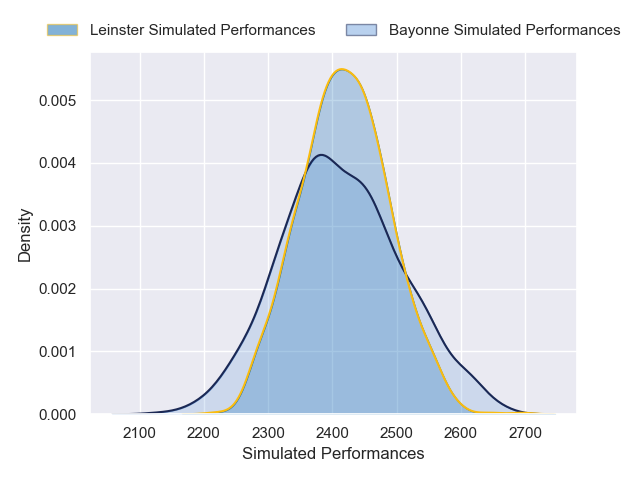 Leinster Simulated Performances Bayonne Simulated Performances
0.005
0.004
0.003
0.002
0.001
0.000
Density
2100 2200 2300 2400 2500 2600 2700
Simulated Performances